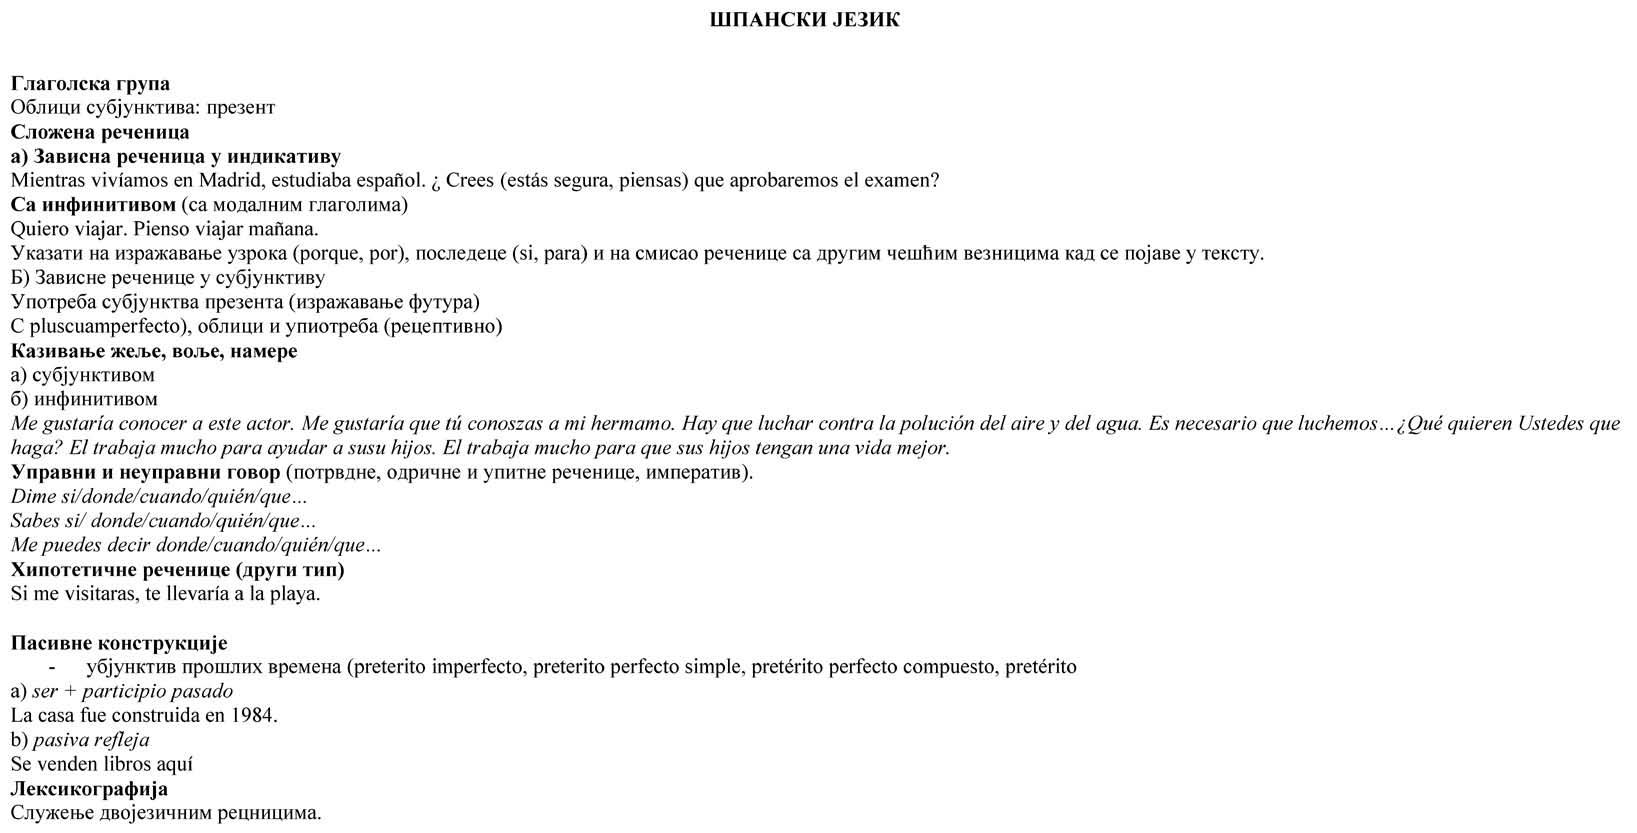 ШПАНСКИ ЈЕЗИК
Глаголска група
Облици субјунктива: презент
Сложена реченица
а) Зависна реченица у индикативу
Mientras vivíamos en Madrid, estudiaba español. ¿ Crees (estás segura, piensas) que aprobaremos el examen?
Са инфинитивом (са модалним глаголима)
Quiero viajar. Pienso viajar mañana.
Указати на изражавање узрока (porque, por), последеце (si, para) и на смисао реченице са другим чешћим везницима кад се појаве у тексту.
Б) Зависне реченице у субјунктиву
Употреба субјунктва презента (изражавање футура)
С pluscuamperfecto), облици и упиотреба (рецептивно)
Казивање жеље, воље, намере
а) субјунктивом
б) инфинитивом
Me gustaría conocer a este actor. Me gustaría que tú conoszas a mi hermamo. Hay que luchar contra la polución del aire y del agua. Es necesario que luchemos…¿Qué quieren Ustedes que
haga? El trabaja mucho para ayudar a susu hijos. El trabaja mucho para que sus hijos tengan una vida mejor.
Управни и неуправни говор (потрвдне, одричне и упитне реченице, императив).
Dime si/donde/cuando/quién/que…
Sabes si/ donde/cuando/quién/que…
Me puedes decir donde/cuando/quién/que…
Хипотетичне реченице (други тип)
Si me visitaras, te llevaría a la playa.
Пасивне конструкције
- убјунктив прошлих времена (preterito imperfecto, preterito perfecto simple, pretérito perfecto compuesto, pretérito
a) ser + participio pasado
La casa fue construida en 1984.
b) pasiva refleja
Se venden libros aquí
Лексикографија
Служење двојезичним рецницима.